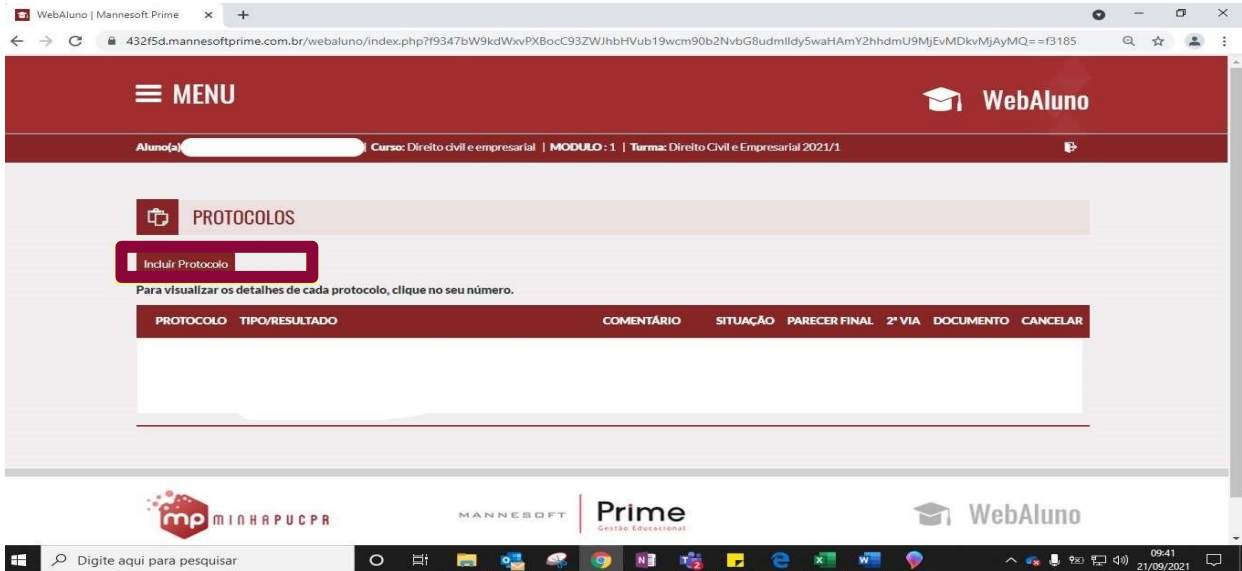 WebAluno | Mannesoft Prime
432f5d.mannesoftprime.com.br/webaluno/index.php?f9347bW9kdWxvPXBocC93ZWJhbHVub19wcm90b2NvbG8udmlldy5waHAmY2hhdmU9MjEvMDkvMjAyMQ==f3185
MENU
WebAluno
Aluno(a) | Curso: Direito civil e empresarial | MODULO : 1 | Turma: Direito Civil e Empresarial 2021/1
PROTOCOLOS
Incluir Protocolo
Para visualizar os detalhes de cada protocolo, clique no seu número.
PROTOCOLO TIPO/RESULTADO COMENTÁRIO SITUAÇÃO PARECER FINAL 2ª VIA DOCUMENTO CANCELAR
mp MINHAPUCPR
MANNESOFT
Prime
Gestão Educacional
WebAluno
Digite aqui para pesquisar
09:41
21/09/2021